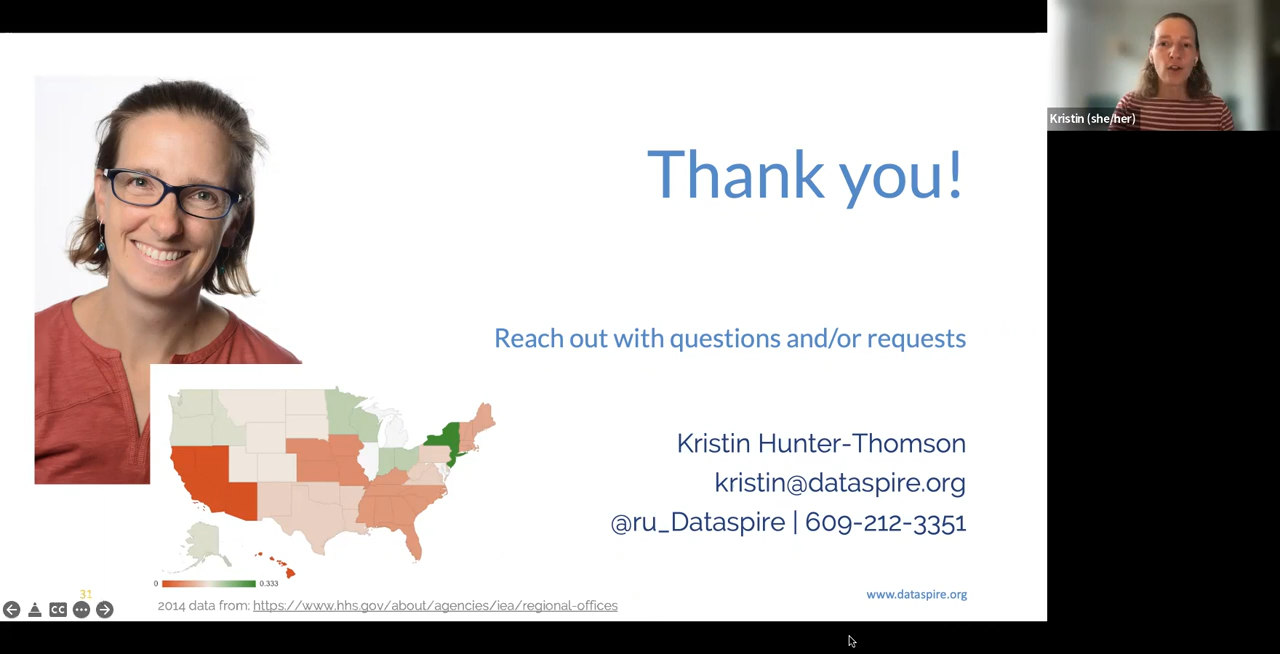 Kristin (she/her)
Thank you!
Reach out with questions and/or requests
Kristin Hunter-Thomson
kristin@dataspire.org
@ru_Dataspire | 609-212-3351
0
0.333
31
CC
2014 data from: https://www.hhs.gov/about/agencies/iea/regional-offices
www.dataspire.org